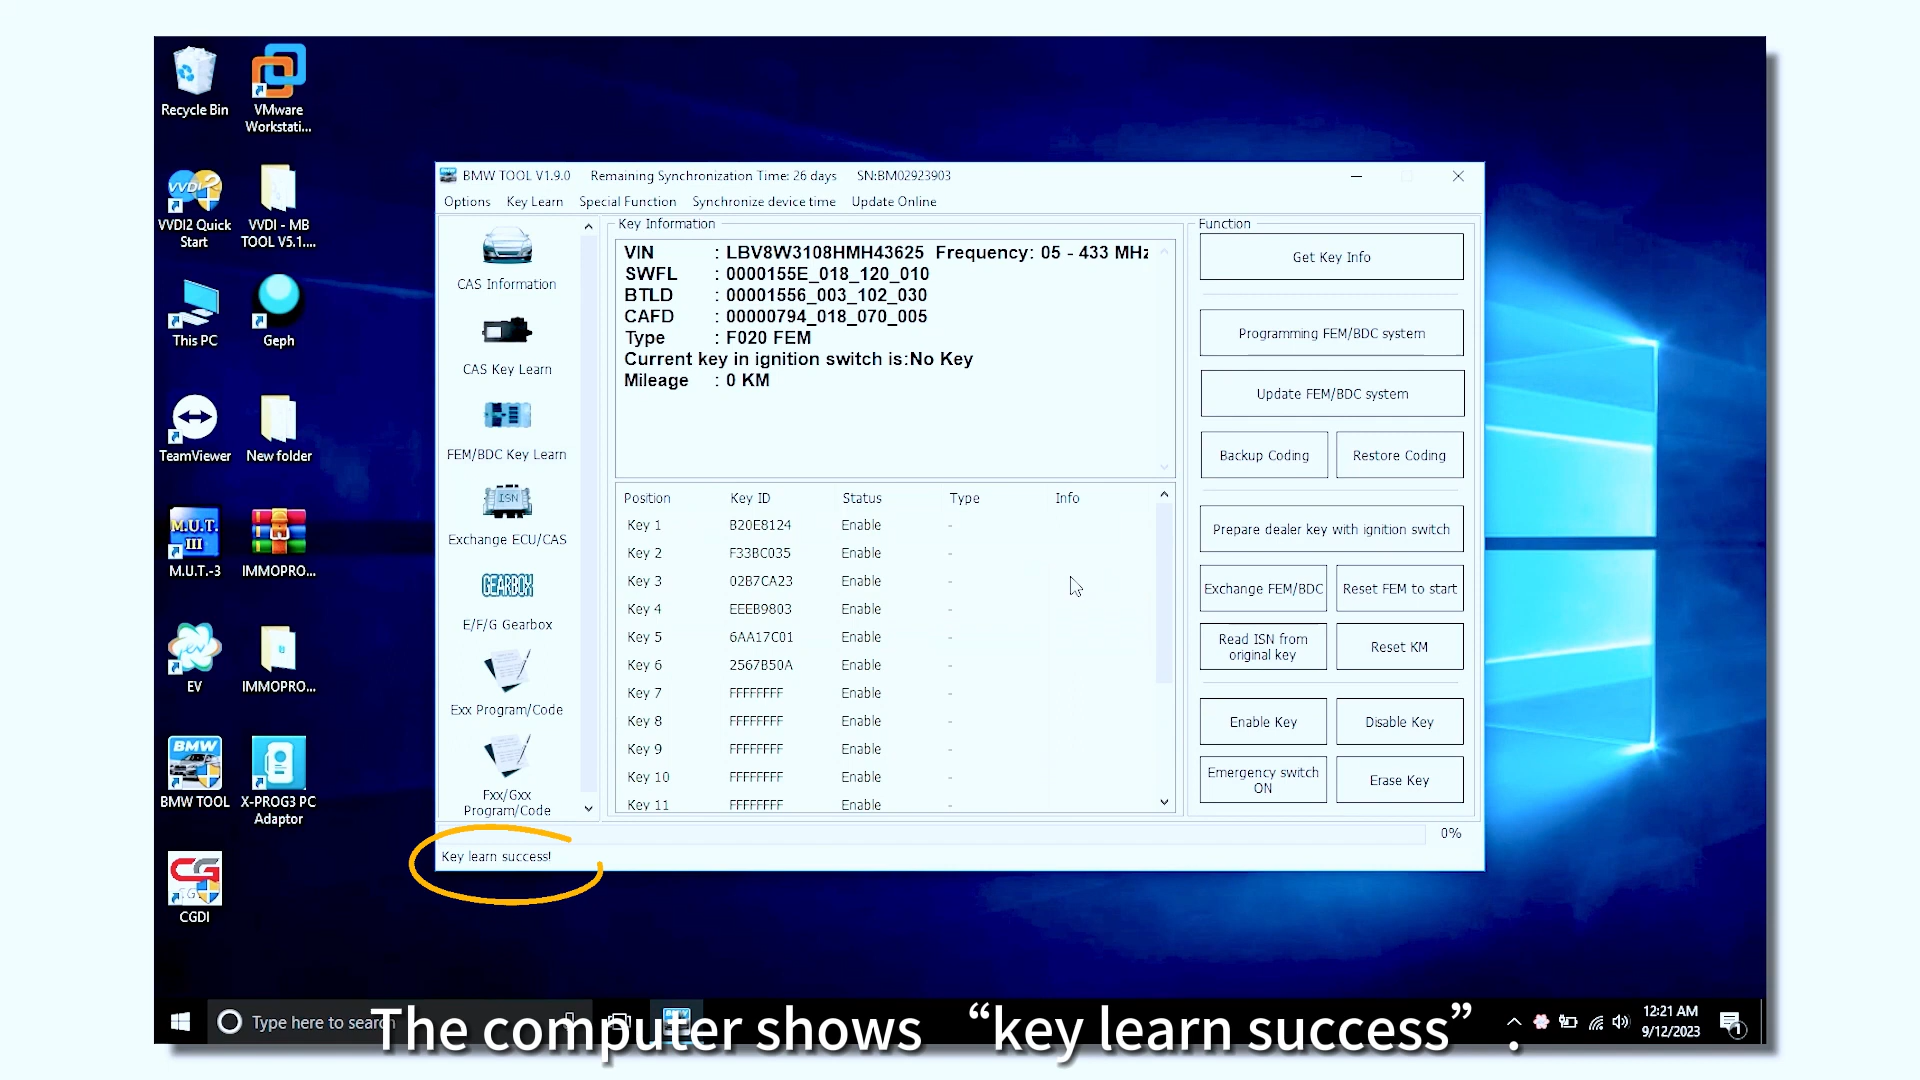 Recycle Bin
VMware
Workstati...
VVDI2 Quick
Start
VVDI - MB
TOOL V5.1....
This PC
Geph
TeamViewer
New folder
M.U.T.
III
M.U.T.-3
IMMOPRO...
EV
IMMOPRO...
BMW
BMW TOOL
X-PROG3 PC
Adaptor
CG
CGDI
BMW TOOL V1.9.0 Remaining Synchronization Time: 26 days SN:BM02923903
Options Key Learn Special Function Synchronize device time Update Online
CAS Information
CAS Key Learn
FEM/BDC Key Learn
ISN
Exchange ECU/CAS
GEARBOX
E/F/G Gearbox
Exx Program/Code
Fxx/Gxx
Program/Code
Key Information
VIN : LBV8W3108HMH43625 Frequency: 05 - 433 MHz
SWFL : 0000155E_018_120_010
BTLD : 00001556_003_102_030
CAFD : 00000794_018_070_005
Type : F020 FEM
Current key in ignition switch is:No Key
Mileage : 0 KM
Position Key ID Status Type Info
Key 1 B20E8124 Enable -
Key 2 F33BC035 Enable -
Key 3 02B7CA23 Enable -
Key 4 EEEB9803 Enable -
Key 5 6AA17C01 Enable -
Key 6 2567B50A Enable -
Key 7 FFFFFFFF Enable -
Key 8 FFFFFFFF Enable -
Key 9 FFFFFFFF Enable -
Key 10 FFFFFFFF Enable -
Key 11 FFFFFFFF Enable -
Function
Get Key Info
Programming FEM/BDC system
Update FEM/BDC system
Backup Coding Restore Coding
Prepare dealer key with ignition switch
Exchange FEM/BDC Reset FEM to start
Read ISN from
original key
Reset KM
Enable Key Disable Key
Emergency switch
ON
Erase Key
0%
Key learn success!
Type here to search
The computer shows “key learn success” .
12:21 AM
9/12/2023
1